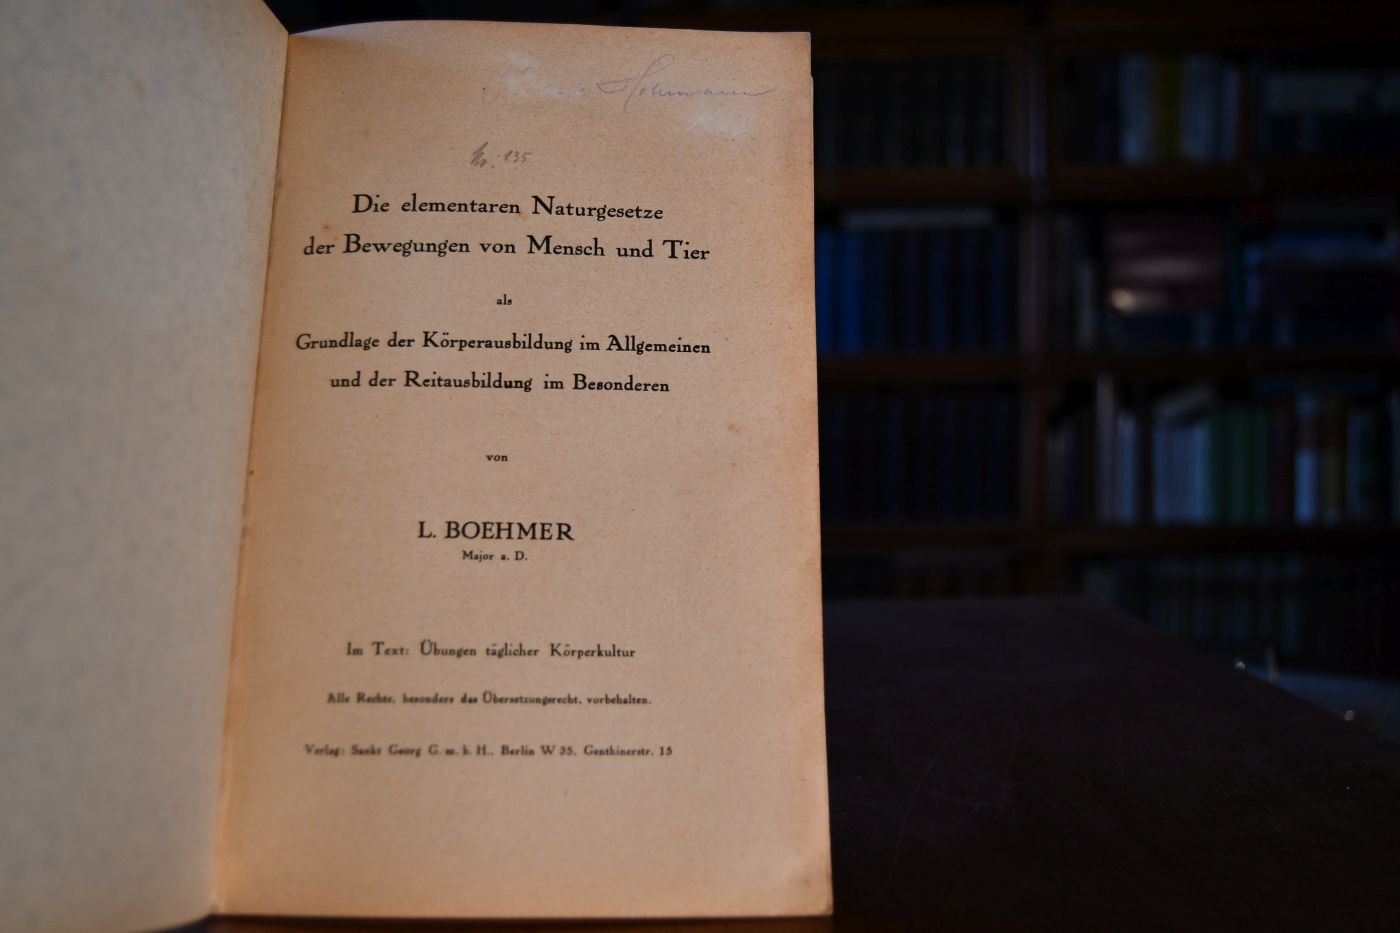 Hohmann
Nr. 135
Die elementaren Naturgesetze
der Bewegungen von Mensch und Tier
als
Grundlage der Körperausbildung im Allgemeinen
und der Reitausbildung im Besonderen
von
L. BOEHMER
Major a. D.
Im Text: Übungen täglicher Körperkultur
Alle Rechte, besonders das Übersetzungsrecht, vorbehalten.
Verlag: Sankt Georg G. m. b. H., Berlin W 35, Genthinerstr. 15